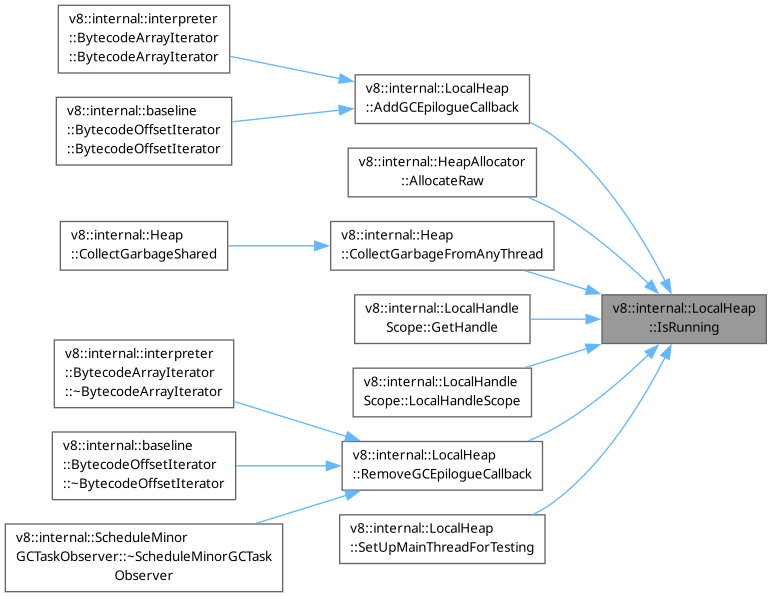 v8::internal::interpreter
::BytecodeArrayIterator
::BytecodeArrayIterator
v8::internal::baseline
::BytecodeOffsetIterator
::BytecodeOffsetIterator
v8::internal::Heap
::CollectGarbageShared
v8::internal::interpreter
::BytecodeArrayIterator
::~BytecodeArrayIterator
v8::internal::baseline
::BytecodeOffsetIterator
::~BytecodeOffsetIterator
v8::internal::ScheduleMinor
GCTaskObserver::~ScheduleMinorGCTask
Observer
v8::internal::LocalHeap
::AddGCEpilogueCallback
v8::internal::HeapAllocator
::AllocateRaw
v8::internal::Heap
::CollectGarbageFromAnyThread
v8::internal::LocalHandle
Scope::GetHandle
v8::internal::LocalHandle
Scope::LocalHandleScope
v8::internal::LocalHeap
::RemoveGCEpilogueCallback
v8::internal::LocalHeap
::SetUpMainThreadForTesting
v8::internal::LocalHeap
::IsRunning